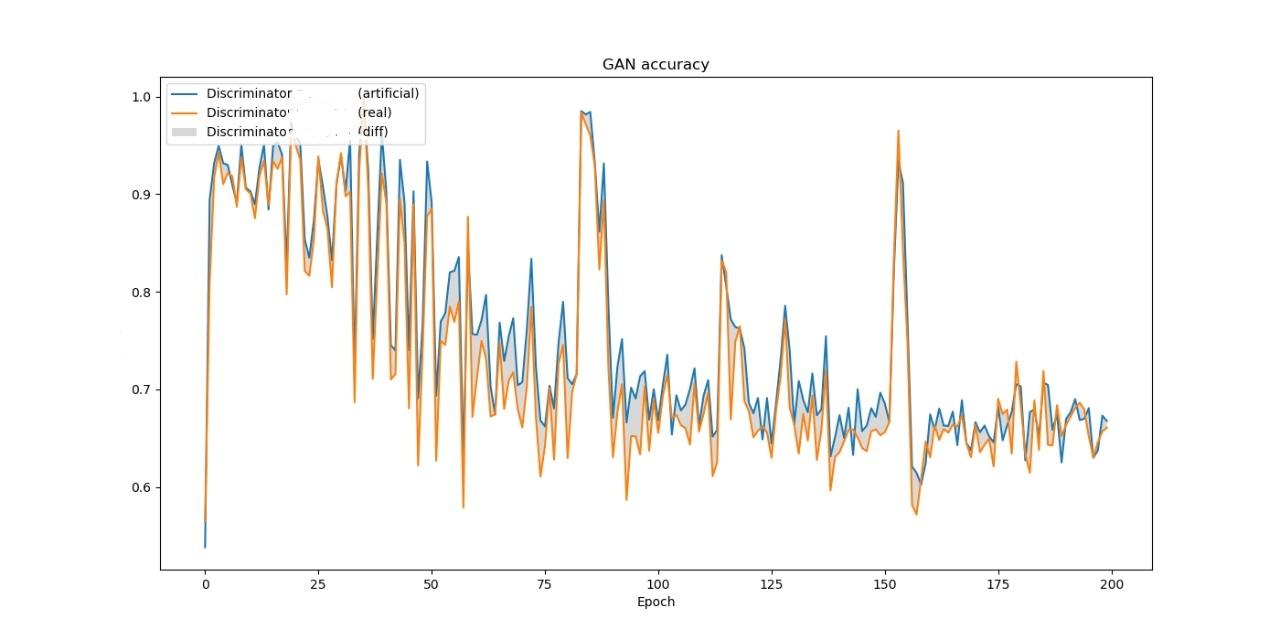 GAN accuracy
Discriminator (artificial)
Discriminator (real)
Discriminator (diff)
1.0
0.9
0.8
0.7
0.6
0 25 50 75 100 125 150 175 200
Epoch